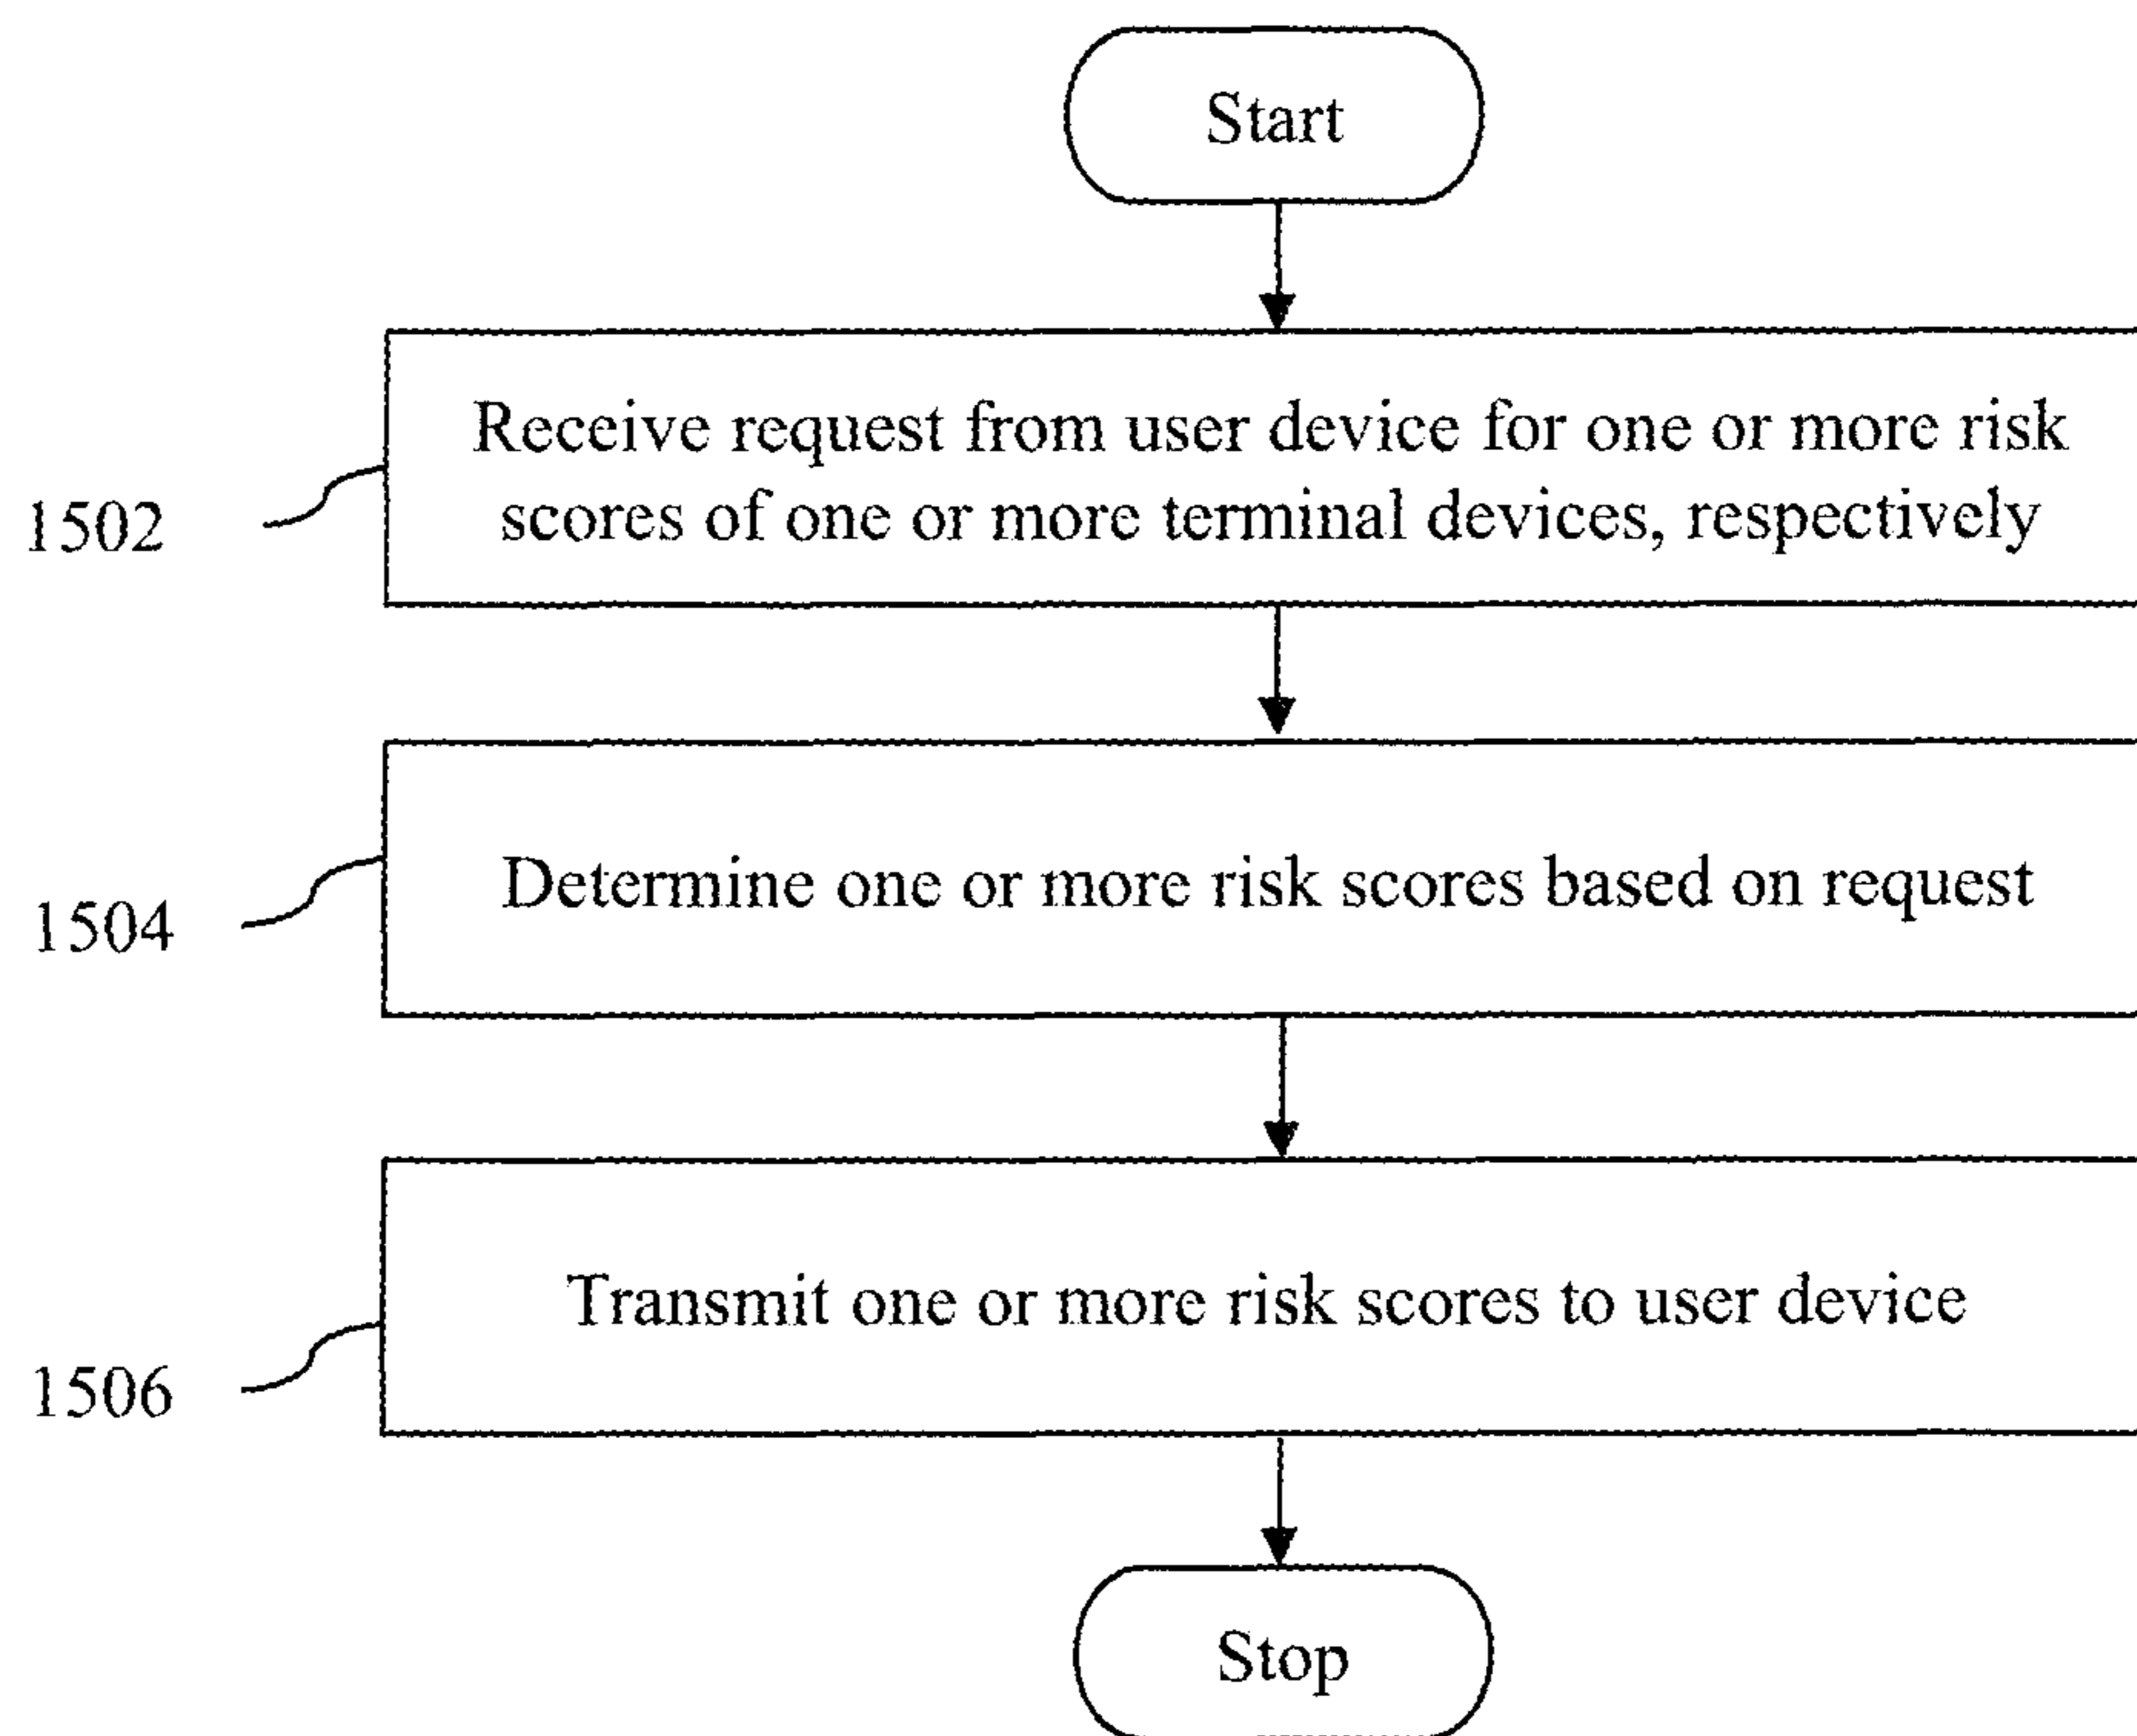 Start
Receive request from user device for one or more risk
scores of one or more terminal devices, respectively
1502
Determine one or more risk scores based on request
1504
Transmit one or more risk scores to user device
1506
Stop